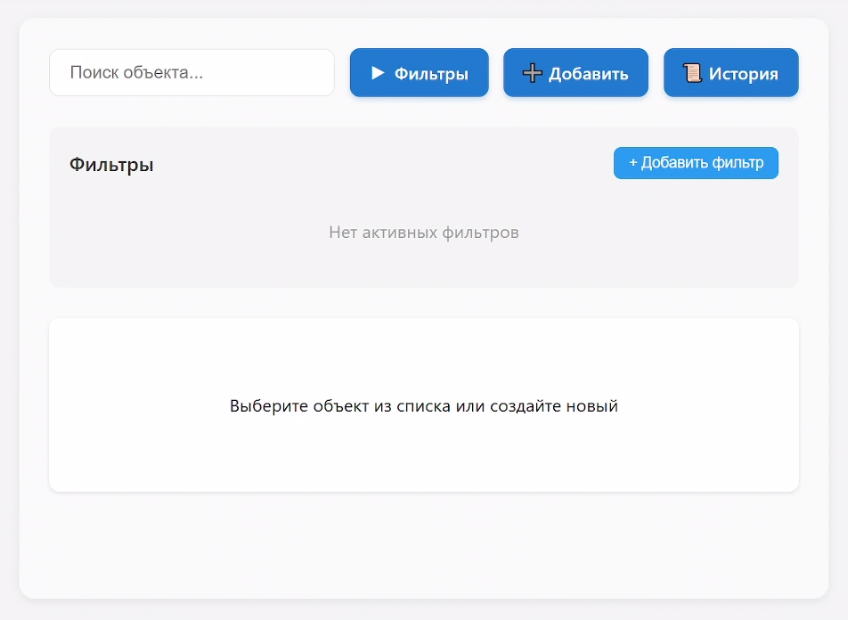 Поиск объекта...
Фильтры
Добавить
История
Фильтры
+ Добавить фильтр
Нет активных фильтров
Выберите объект из списка или создайте новый